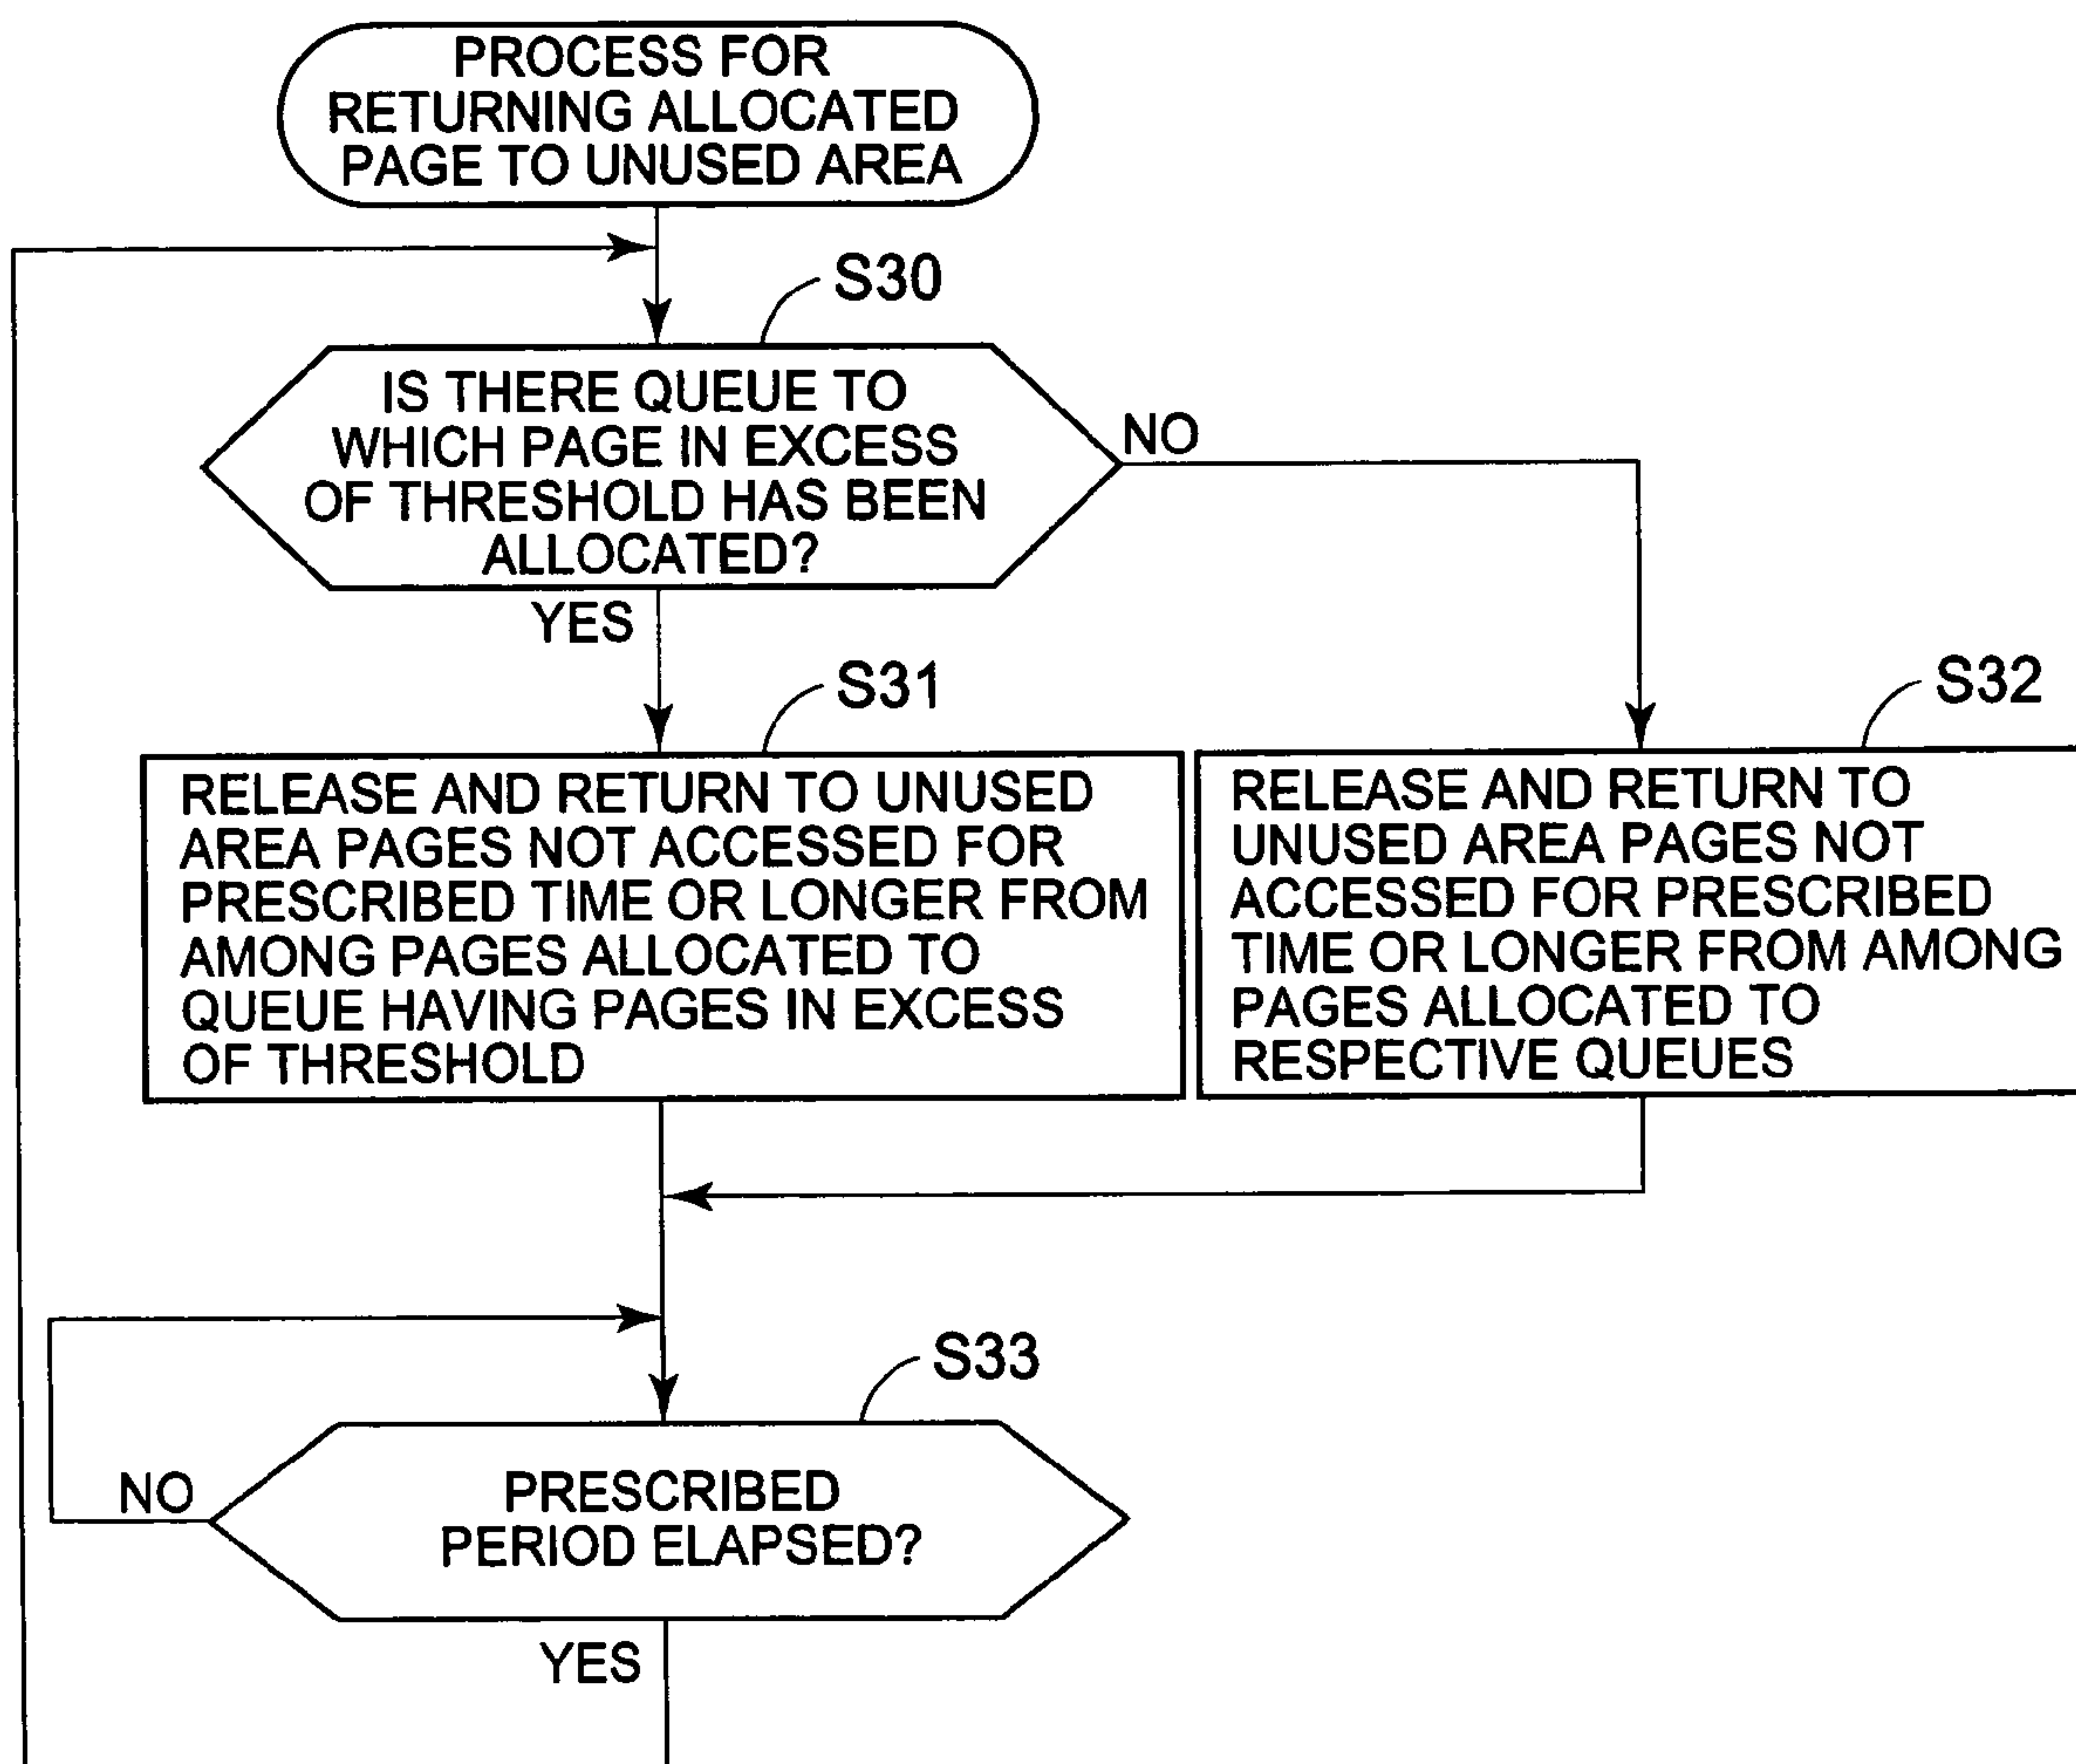 PROCESS FOR
RETURNING ALLOCATED
PAGE TO UNUSED AREA
S30
IS THERE QUEUE TO
WHICH PAGE IN EXCESS
OF THRESHOLD HAS BEEN
ALLOCATED?
NO
YES
S31
S32
RELEASE AND RETURN TO UNUSED
AREA PAGES NOT ACCESSED FOR
PRESCRIBED TIME OR LONGER FROM
AMONG PAGES ALLOCATED TO
QUEUE HAVING PAGES IN EXCESS
OF THRESHOLD
RELEASE AND RETURN TO
UNUSED AREA PAGES NOT
ACCESSED FOR PRESCRIBED
TIME OR LONGER FROM AMONG
PAGES ALLOCATED TO
RESPECTIVE QUEUES
S33
NO
PRESCRIBED
PERIOD ELAPSED?
YES